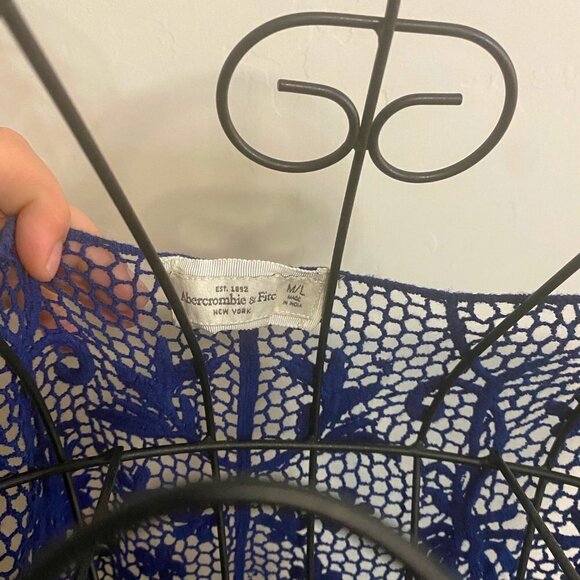 EST. 1892
Abercrombie & Fitc
NEW YORK
M/L
MADE
IN INDIA